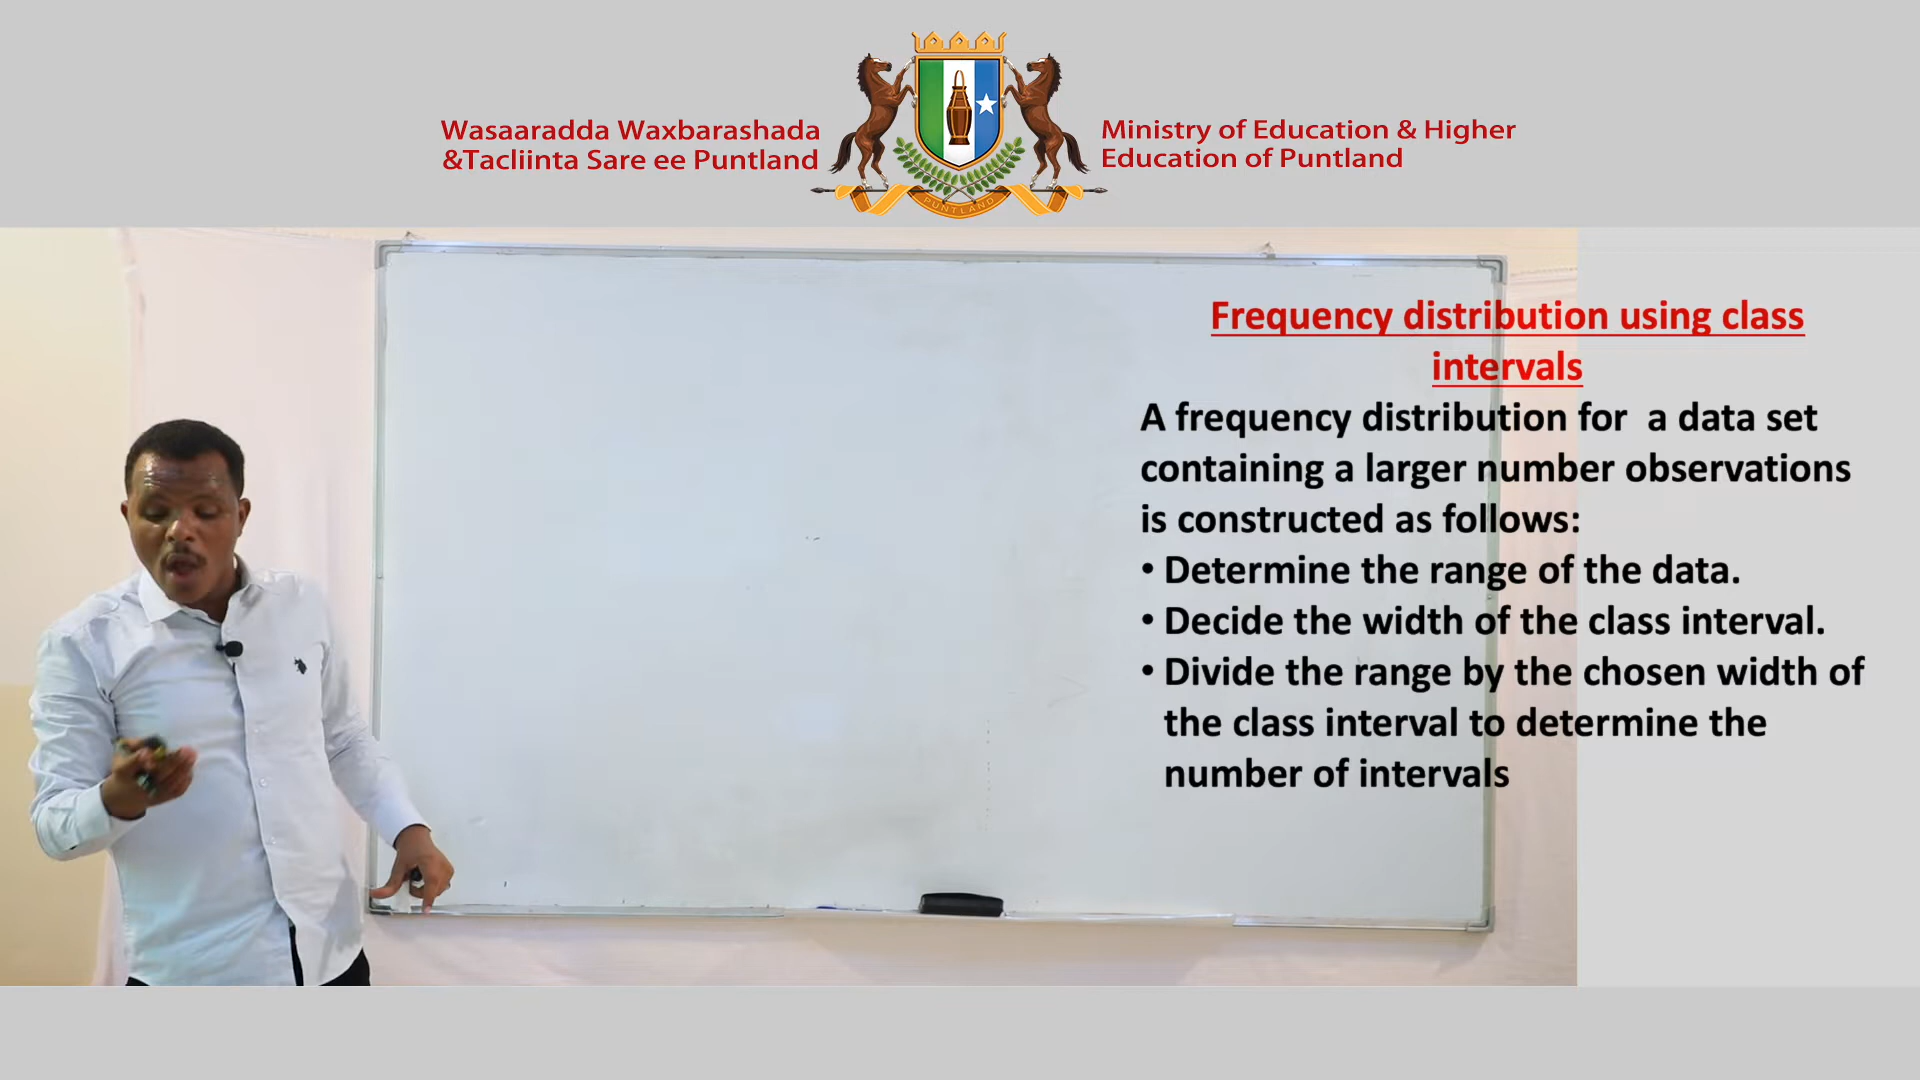 Wasaaradda Waxbarashada
&Tacliinta Sare ee Puntland
Ministry of Education & Higher
Education of Puntland
PUNTLAND
Frequency distribution using class
intervals
A frequency distribution for a data set
containing a larger number observations
is constructed as follows:
• Determine the range of the data.
• Decide the width of the class interval.
• Divide the range by the chosen width of
the class interval to determine the
number of intervals